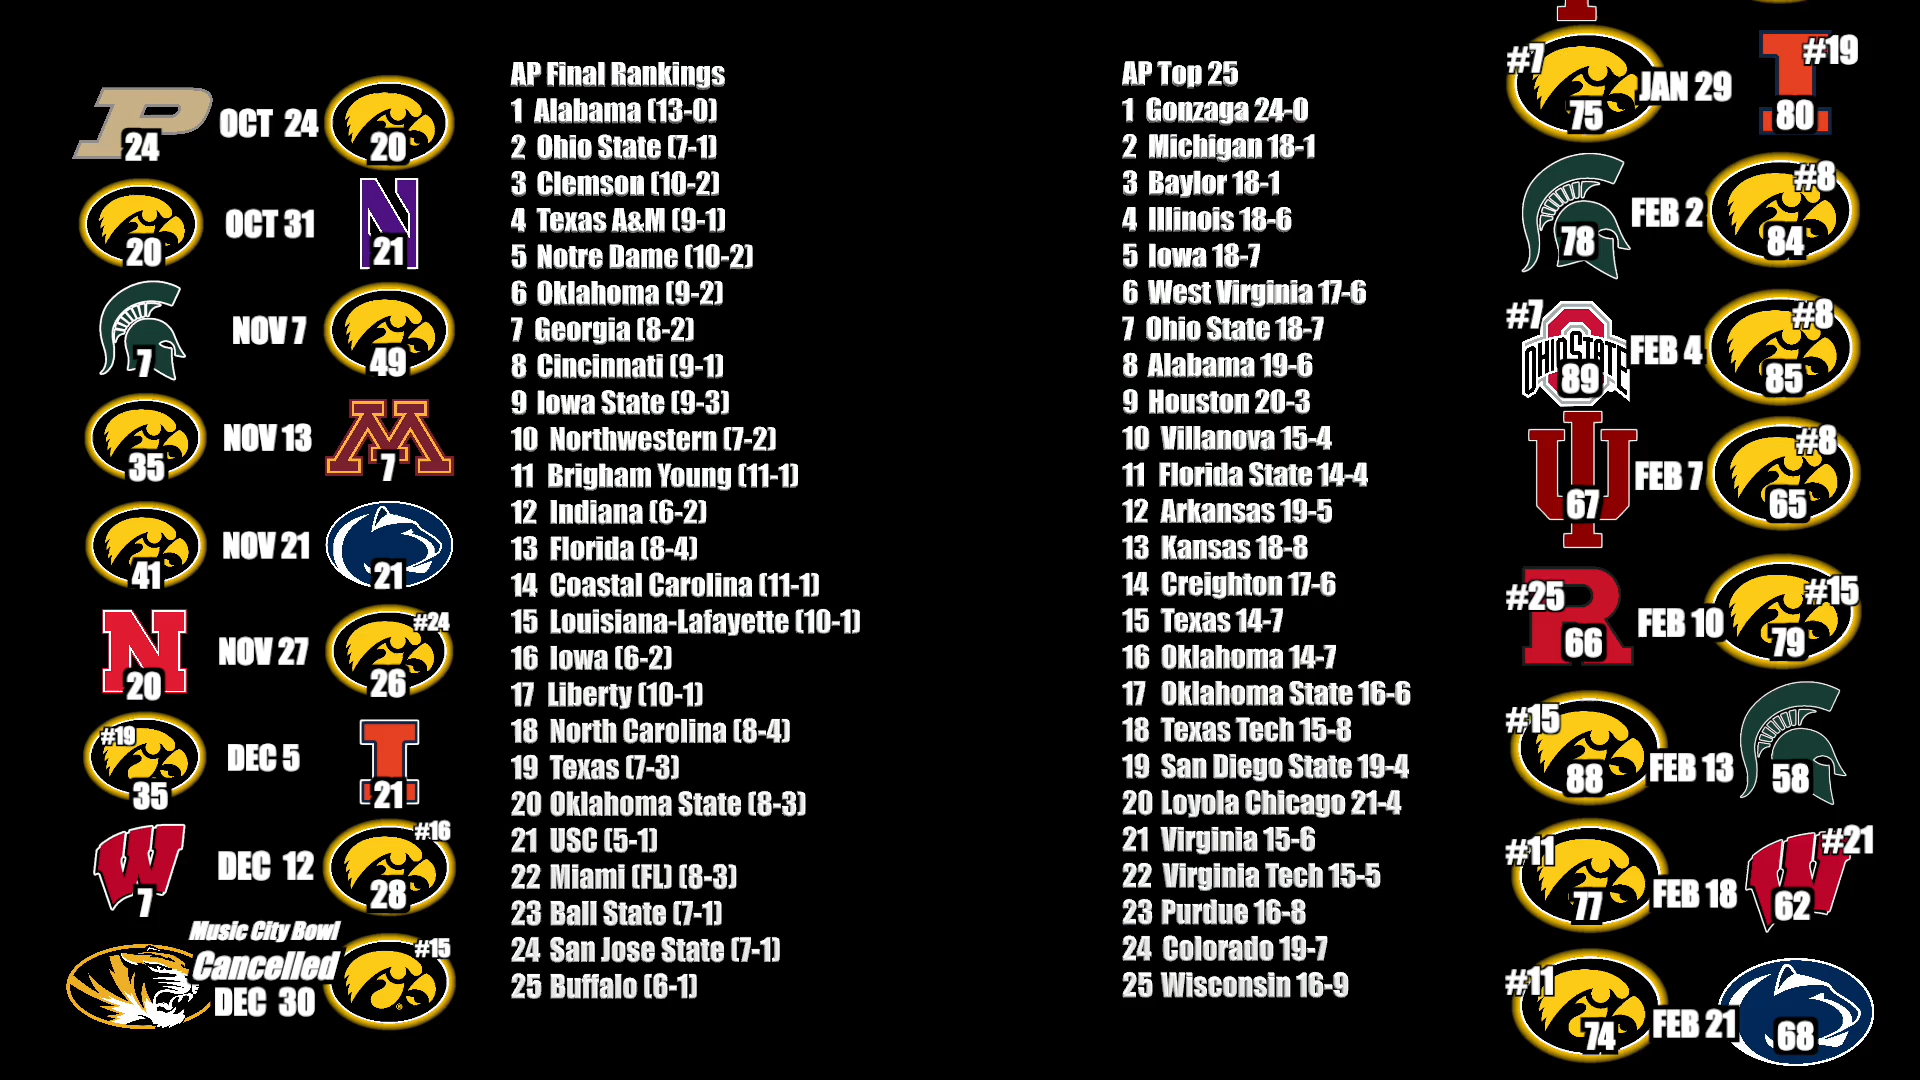 24 OCT 24 20
20 OCT 31 21
7 NOV 7 49
35 NOV 13 7
41 NOV 21 21
20 NOV 27 #24 26
#19 35 DEC 5 21
7 DEC 12 #16 28
Music City Bowl
Cancelled
DEC 30 #15
AP Final Rankings
1 Alabama (13-0)
2 Ohio State (7-1)
3 Clemson (10-2)
4 Texas A&M (9-1)
5 Notre Dame (10-2)
6 Oklahoma (9-2)
7 Georgia (8-2)
8 Cincinnati (9-1)
9 Iowa State (9-3)
10 Northwestern (7-2)
11 Brigham Young (11-1)
12 Indiana (6-2)
13 Florida (8-4)
14 Coastal Carolina (11-1)
15 Louisiana-Lafayette (10-1)
16 Iowa (6-2)
17 Liberty (10-1)
18 North Carolina (8-4)
19 Texas (7-3)
20 Oklahoma State (8-3)
21 USC (5-1)
22 Miami (FL) (8-3)
23 Ball State (7-1)
24 San Jose State (7-1)
25 Buffalo (6-1)
AP Top 25
1 Gonzaga 24-0
2 Michigan 18-1
3 Baylor 18-1
4 Illinois 18-6
5 Iowa 18-7
6 West Virginia 17-6
7 Ohio State 18-7
8 Alabama 19-6
9 Houston 20-3
10 Villanova 15-4
11 Florida State 14-4
12 Arkansas 19-5
13 Kansas 18-8
14 Creighton 17-6
15 Texas 14-7
16 Oklahoma 14-7
17 Oklahoma State 16-6
18 Texas Tech 15-8
19 San Diego State 19-4
20 Loyola Chicago 21-4
21 Virginia 15-6
22 Virginia Tech 15-5
23 Purdue 16-8
24 Colorado 19-7
25 Wisconsin 16-9
#7 75 JAN 29 #19 80
78 FEB 2 #8 84
#7 OHIO STATE 89 FEB 4 #8 85
67 FEB 7 #8 65
#25 66 FEB 10 #15 79
#15 88 FEB 13 58
#11 77 FEB 18 #21 62
#11 74 FEB 21 68